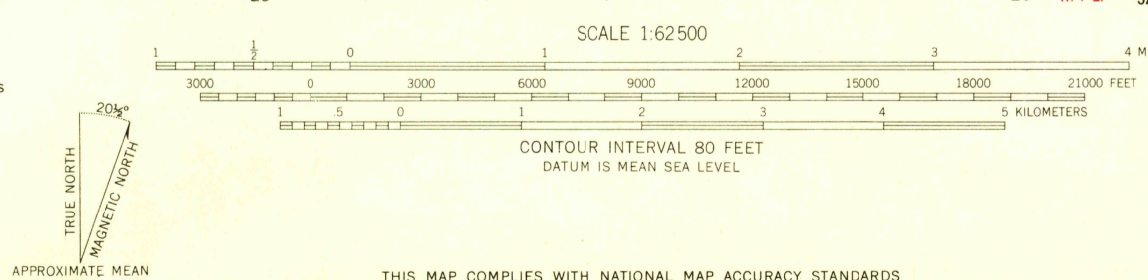 SCALE 1:62500
1 ½ 0 1 2 3 4 M
3000 0 3000 6000 9000 12000 15000 18000 21000 FEET
1 .5 0 1 2 3 4 5 KILOMETERS
CONTOUR INTERVAL 80 FEET
DATUM IS MEAN SEA LEVEL
20½°
TRUE NORTH
MAGNETIC NORTH
APPROXIMATE MEAN
THIS MAP COMPLIES WITH NATIONAL MAP ACCURACY STANDARDS